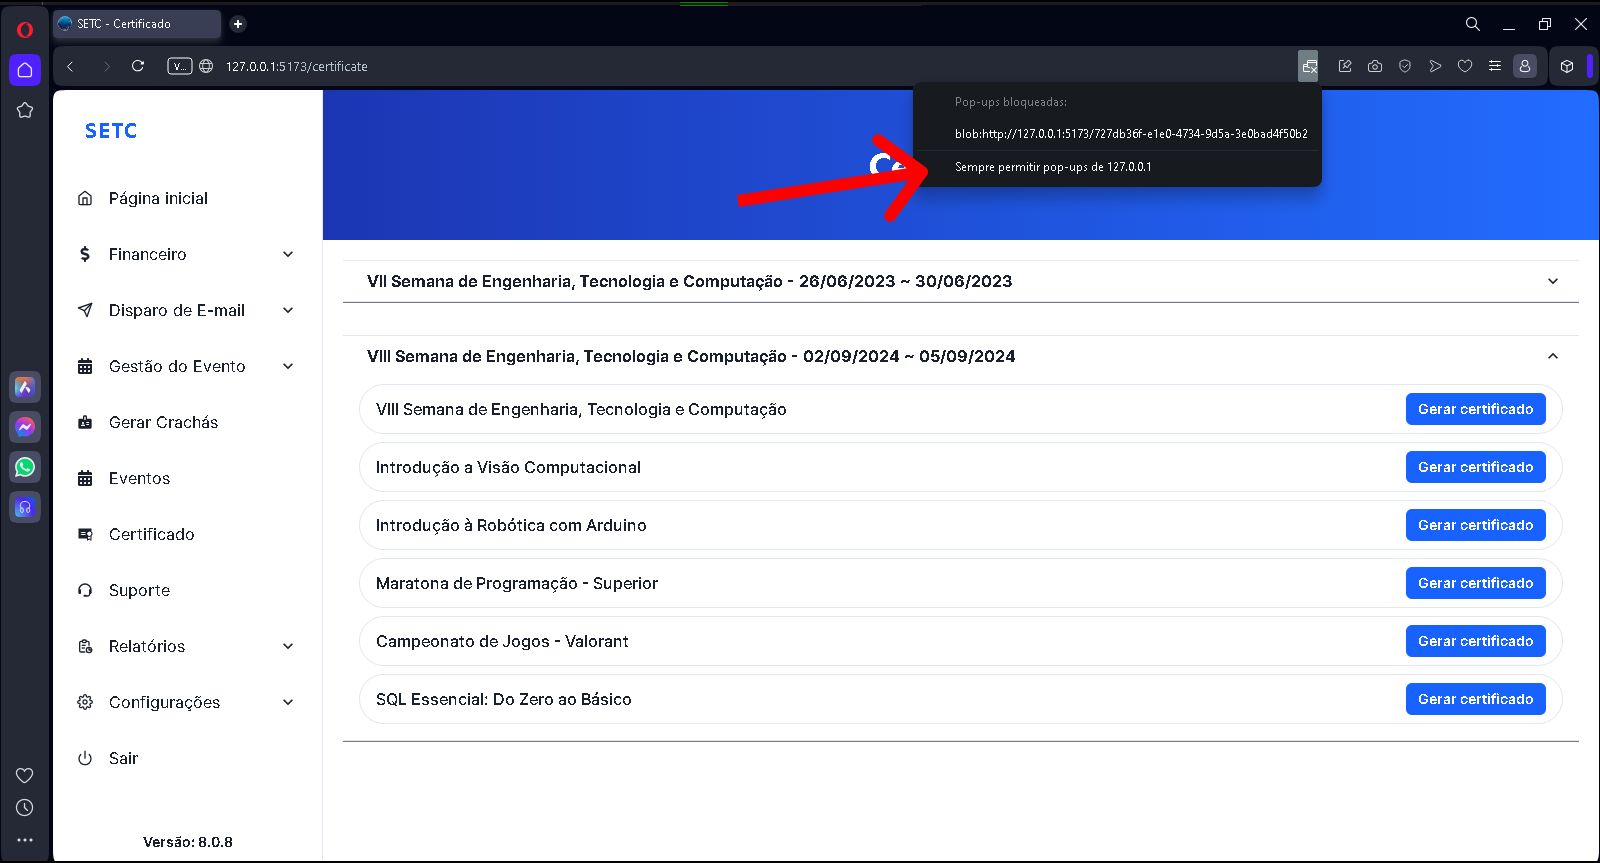 SETC - Certificado
V...
127.0.0.1:5173/certificate
Pop-ups bloqueadas:
blob:http://127.0.0.1:5173/727db36f-e1e0-4734-9d5a-3e0bad4f50b2
Sempre permitir pop-ups de 127.0.0.1
SETC
Ce
Página inicial
Financeiro
Disparo de E-mail
Gestão do Evento
Gerar Crachás
Eventos
Certificado
Suporte
Relatórios
Configurações
Sair
Versão: 8.0.8
VII Semana de Engenharia, Tecnologia e Computação - 26/06/2023 ~ 30/06/2023
VIII Semana de Engenharia, Tecnologia e Computação - 02/09/2024 ~ 05/09/2024
VIII Semana de Engenharia, Tecnologia e Computação Gerar certificado
Introdução a Visão Computacional Gerar certificado
Introdução à Robótica com Arduino Gerar certificado
Maratona de Programação - Superior Gerar certificado
Campeonato de Jogos - Valorant Gerar certificado
SQL Essencial: Do Zero ao Básico Gerar certificado